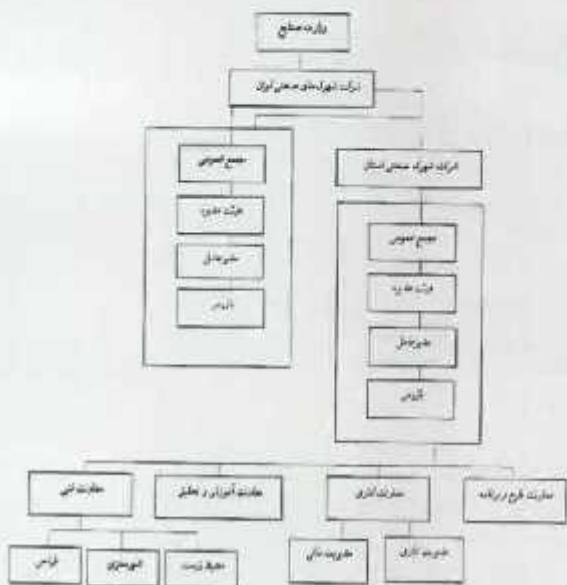 وزارت صنایع
شرکت شهرک‌های صنعتی ایران
مجمع عمومی
هیئت مدیره
مدیرعامل
بازرس
شرکت شهرک صنعتی استان
مجمع عمومی
هیئت مدیره
مدیرعامل
بازرس
معاونت فنی
معاونت آموزش و تحقیق
معاونت اداری
معاونت طرح و برنامه
طراحی
شهرسازی
محیط زیست
مدیریت مالی
مدیریت اداری